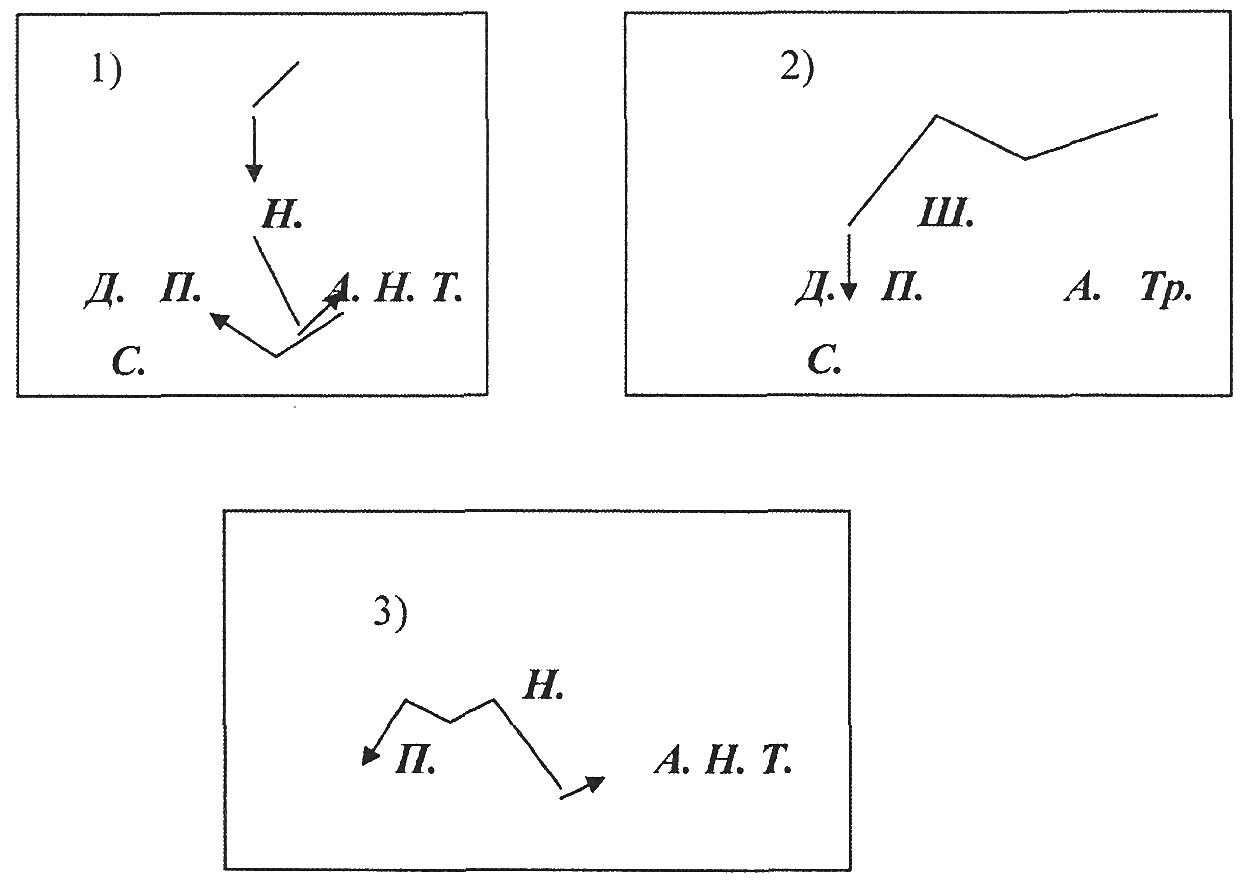 1)
Н.
Д. П. А. Н. Т.
С.
2)
Ш.
Д. П. А. Тр.
С.
3)
Н.
П. А. Н. Т.